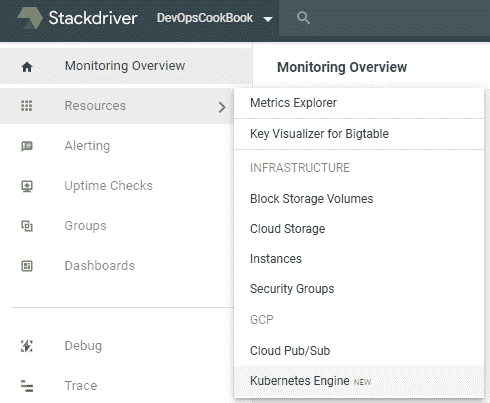 Stackdriver DevOpsCookBook
Monitoring Overview
Resources
Alerting
Uptime Checks
Groups
Dashboards
Debug
Trace
Monitoring Overview
Metrics Explorer
Key Visualizer for Bigtable
INFRASTRUCTURE
Block Storage Volumes
Cloud Storage
Instances
Security Groups
GCP
Cloud Pub/Sub
Kubernetes Engine NEW